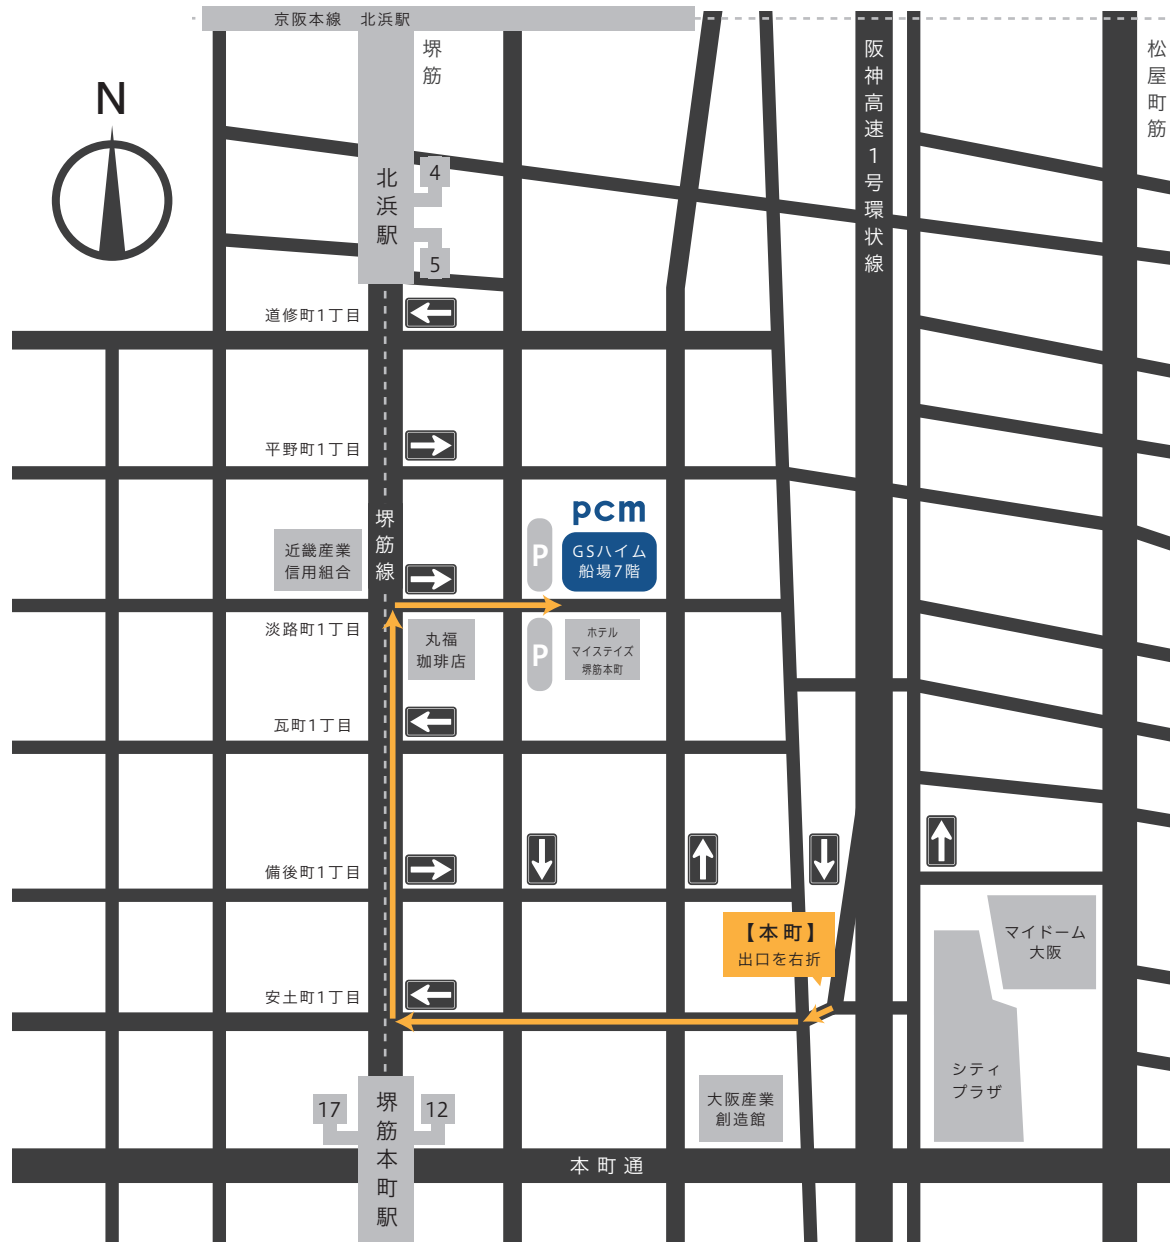 京阪本線　北浜駅
堺筋
阪神高速1号環状線
松屋町筋
N
4
北浜駅
5
道修町1丁目
平野町1丁目
pcm
堺筋線
近畿産業
信用組合
P
GSハイム
船場7階
淡路町1丁目
丸福
珈琲店
P
ホテル
マイステイズ
堺筋本町
瓦町1丁目
備後町1丁目
【本町】
出口を右折
マイドーム
大阪
安土町1丁目
シティ
プラザ
17
堺筋本町駅
12
大阪産業
創造館
本町通